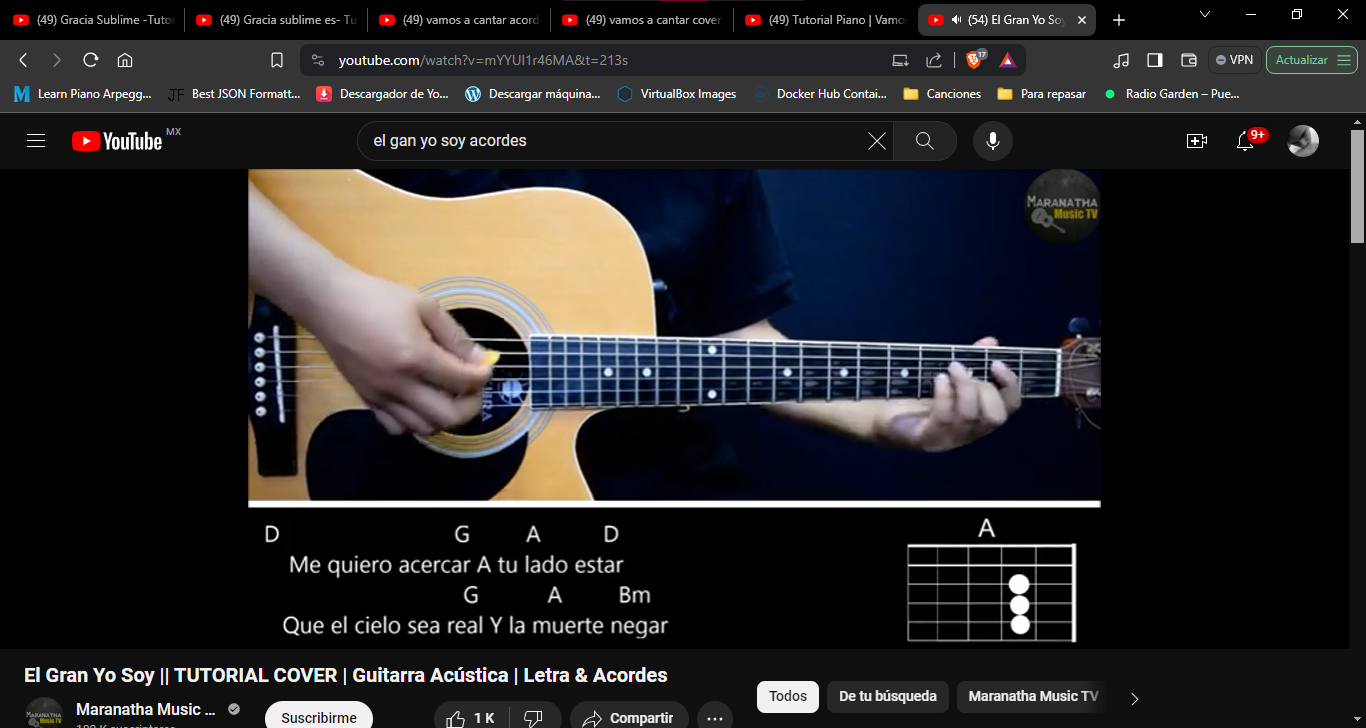 (49) Gracia Sublime -Tutor
(49) Gracia sublime es- Tu
(49) vamos a cantar acord
(49) vamos a cantar cover
(49) Tutorial Piano | Vamo
(54) El Gran Yo Soy
youtube.com/watch?v=mYYUI1r46MA&t=213s
17
VPN
Actualizar
M Learn Piano Arpegg...
JF Best JSON Formatt...
Descargador de Yo...
Descargar máquina...
VirtualBox Images
Docker Hub Contai...
Canciones
Para repasar
Radio Garden – Pue...
YouTube MX
el gan yo soy acordes
9+
MARANATHA
Music TV
D G A D
Me quiero acercar A tu lado estar
G A Bm
Que el cielo sea real Y la muerte negar
A
El Gran Yo Soy || TUTORIAL COVER | Guitarra Acústica | Letra & Acordes
Maranatha Music ...
Suscribirme
1 K
Compartir
Todos
De tu búsqueda
Maranatha Music TV